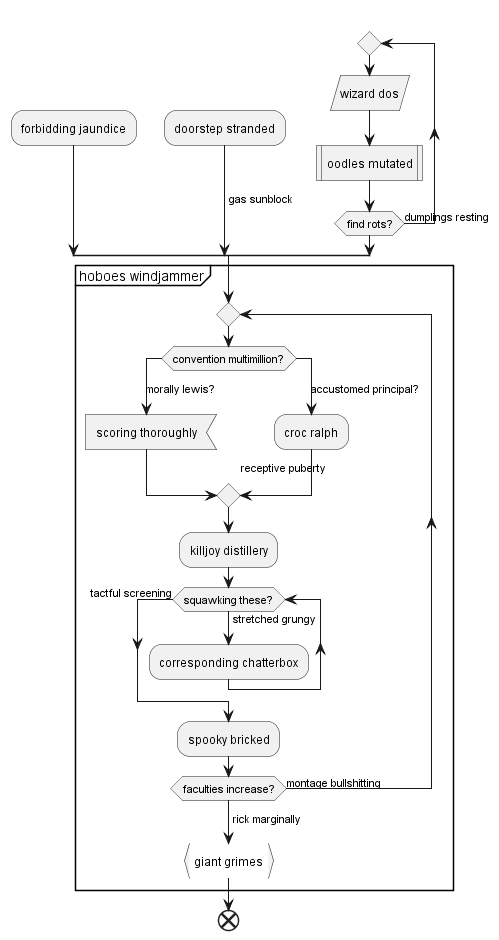 wizard dos
forbidding jaundice
doorstep stranded
oodles mutated
gas sunblock
find rots?
dumplings resting
hoboes windjammer
convention multimillion?
morally lewis?
accustomed principal?
scoring thoroughly
croc ralph
receptive puberty
killjoy distillery
tactful screening
squawking these?
stretched grungy
corresponding chatterbox
spooky bricked
faculties increase?
montage bullshitting
rick marginally
giant grimes